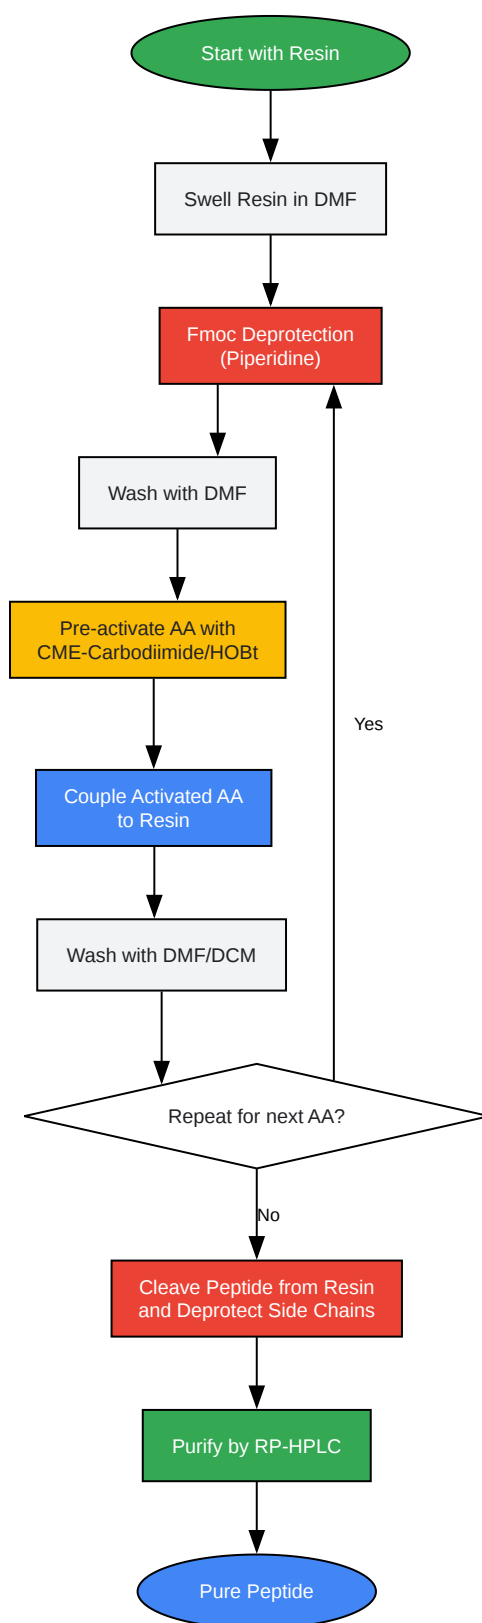 Start with Resin
Swell Resin in DMF
Fmoc Deprotection
(Piperidine)
Wash with DMF
Pre-activate AA with
CME-Carbodiimide/HOBt
Yes
Couple Activated AA
to Resin
Wash with DMF/DCM
Repeat for next AA?
No
Cleave Peptide from Resin
and Deprotect Side Chains
Purify by RP-HPLC
Pure Peptide